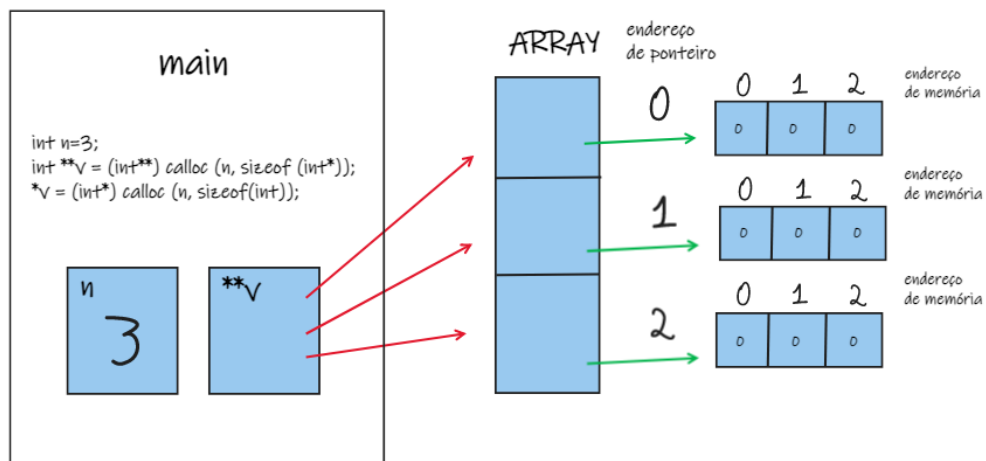 main
int n=3;
int **v = (int**) calloc (n, sizeof (int*));
*v = (int*) calloc (n, sizeof(int));
n
3
**v
ARRAY
endereço
de ponteiro
0
1
2
0 1 2
0 0 0
endereço
de memória
0 1 2
0 0 0
endereço
de memória
0 1 2
0 0 0
endereço
de memória